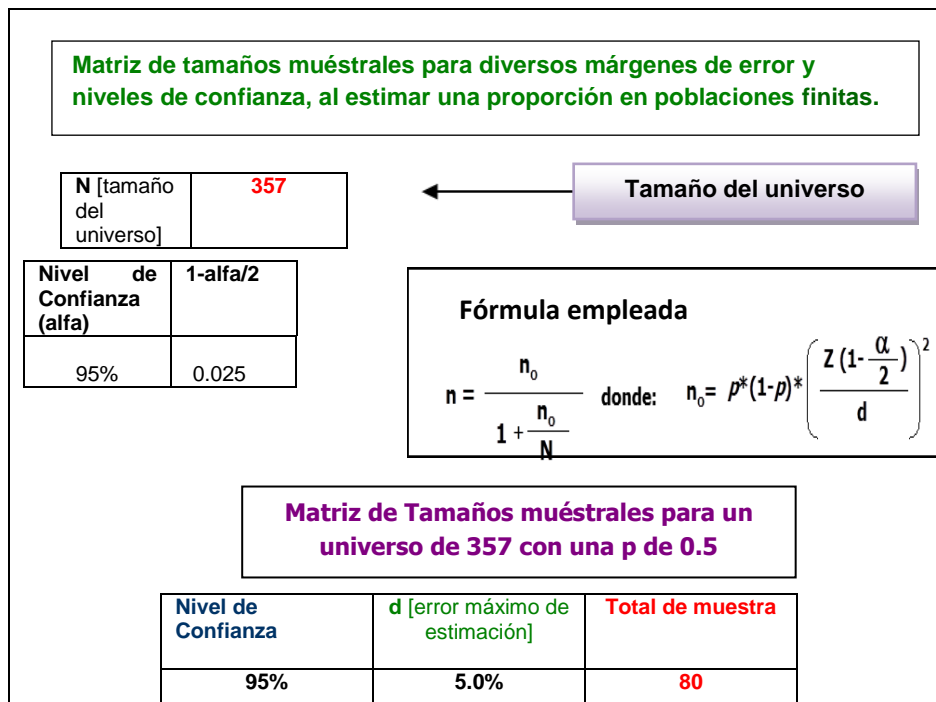 Matriz de tamaños muéstrales para diversos márgenes de error y
niveles de confianza, al estimar una proporción en poblaciones finitas.
N [tamaño
del
universo]
357
Tamaño del universo
Nivel de
Confianza
(alfa)
1-alfa/2
95%
0.025
Fórmula empleada
n = n₀ / (1 + n₀/N) donde: n₀= p*(1-p)* (Z (1-α/2) / d)²
Matriz de Tamaños muéstrales para un
universo de 357 con una p de 0.5
Nivel de
Confianza
d [error máximo de
estimación]
Total de muestra
95%
5.0%
80